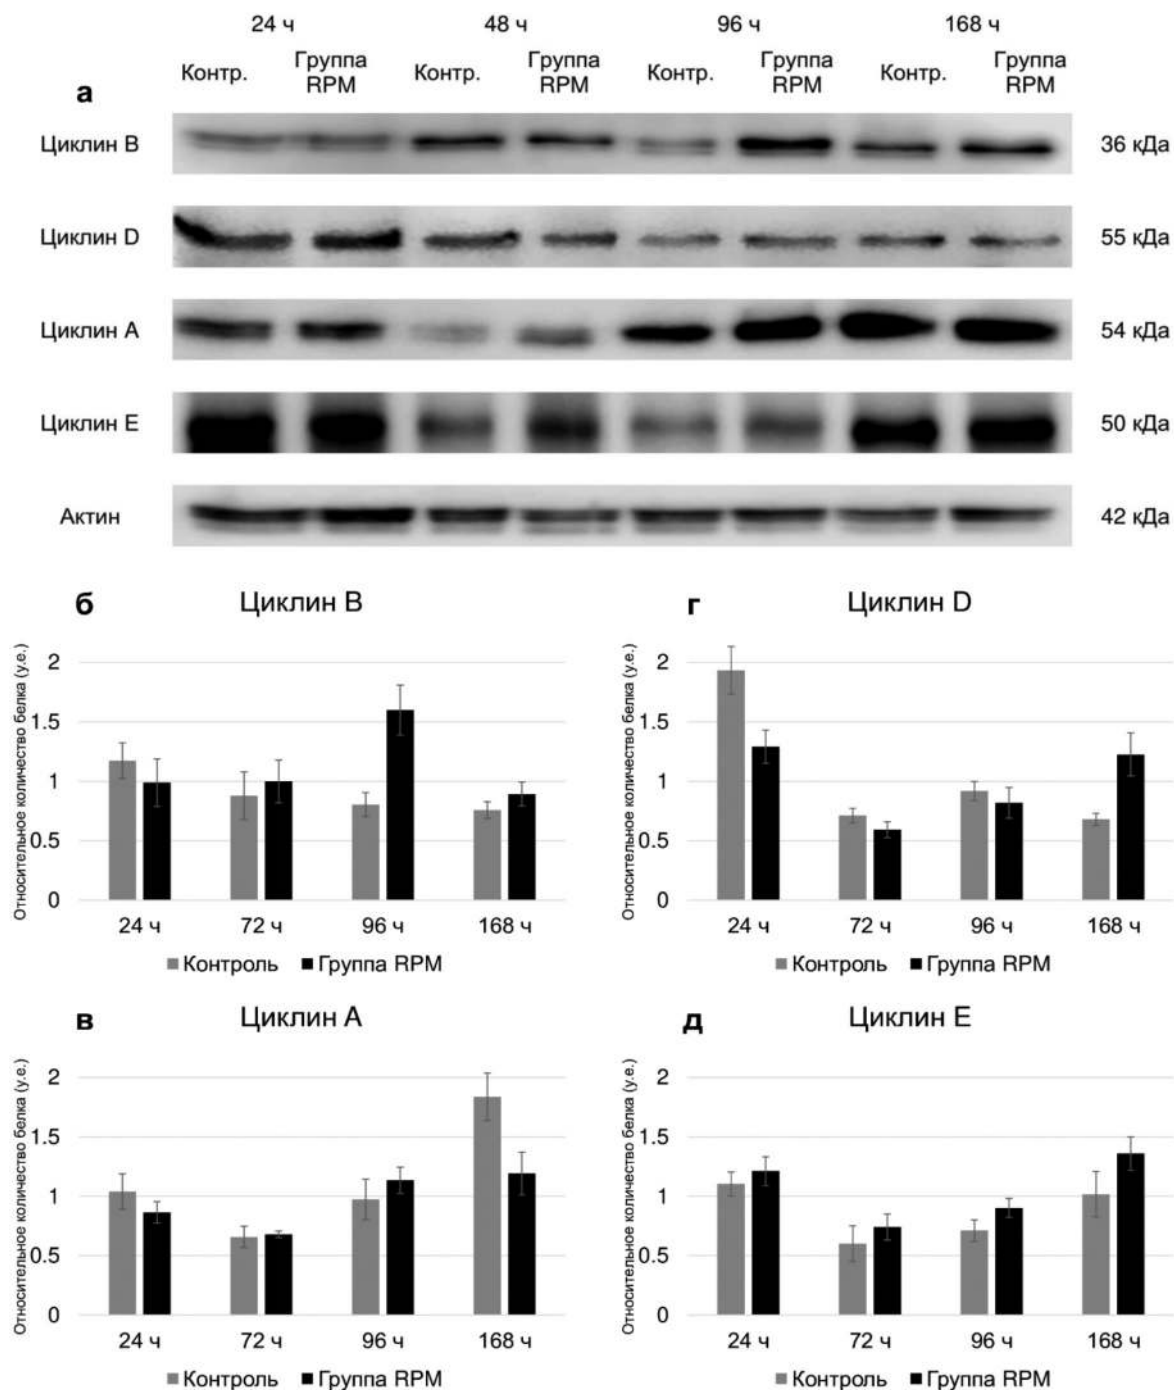 24 ч 48 ч 96 ч 168 ч
Контр. Группа RPM Контр. Группа RPM Контр. Группа RPM Контр. Группа RPM
а
Циклин B 36 кДа
Циклин D 55 кДа
Циклин A 54 кДа
Циклин E 50 кДа
Актин 42 кДа
б Циклин B
Относительное количество белка (у.е.)
2
1.5
1
0.5
0
24 ч 72 ч 96 ч 168 ч
Контроль Группа RPM
г Циклин D
Относительное количество белка (у.е.)
2
1.5
1
0.5
0
24 ч 72 ч 96 ч 168 ч
Контроль Группа RPM
в Циклин A
Относительное количество белка (у.е.)
2
1.5
1
0.5
0
24 ч 72 ч 96 ч 168 ч
Контроль Группа RPM
д Циклин E
Относительное количество белка (у.е.)
2
1.5
1
0.5
0
24 ч 72 ч 96 ч 168 ч
Контроль Группа RPM